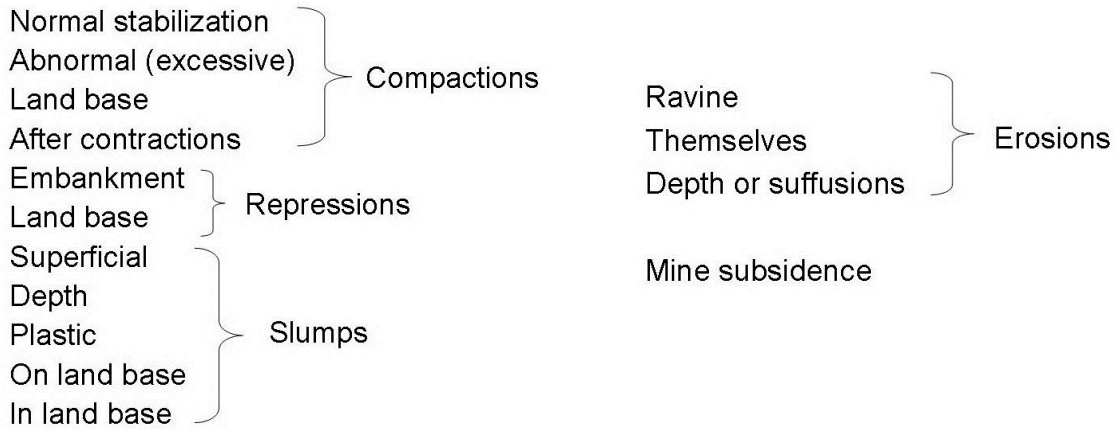 Normal stabilization
Abnormal (excessive)
Land base
After contractions
Compactions
Embankment
Land base
Repressions
Superficial
Depth
Plastic
On land base
In land base
Slumps
Ravine
Themselves
Depth or suffusions
Erosions
Mine subsidence